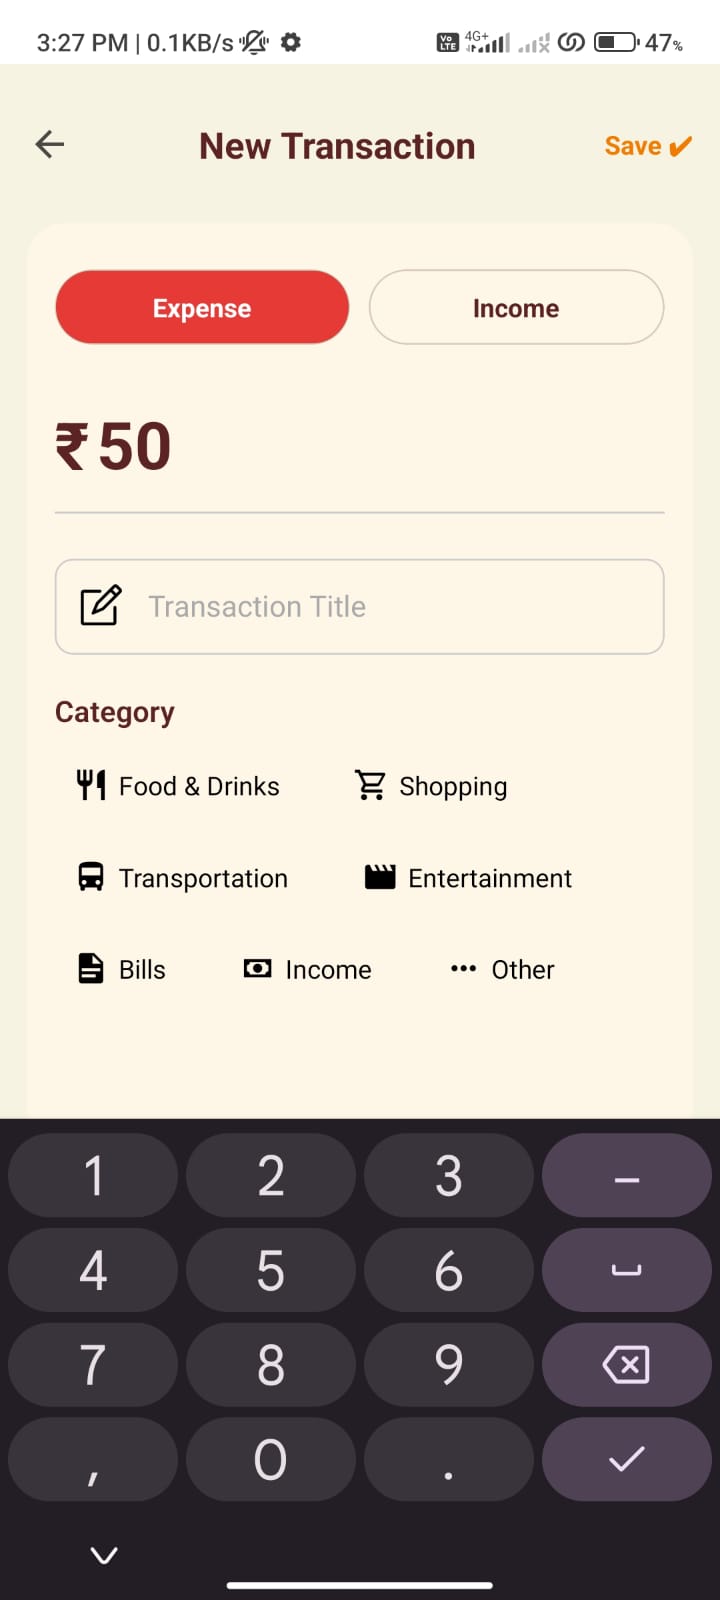 3:27 PM | 0.1KB/s Vo LTE 4G+ 47%
New Transaction Save ✔
Expense Income
₹50
Transaction Title
Category
Food & Drinks Shopping
Transportation Entertainment
Bills Income Other
1 2 3 –
4 5 6
7 8 9
, 0 .